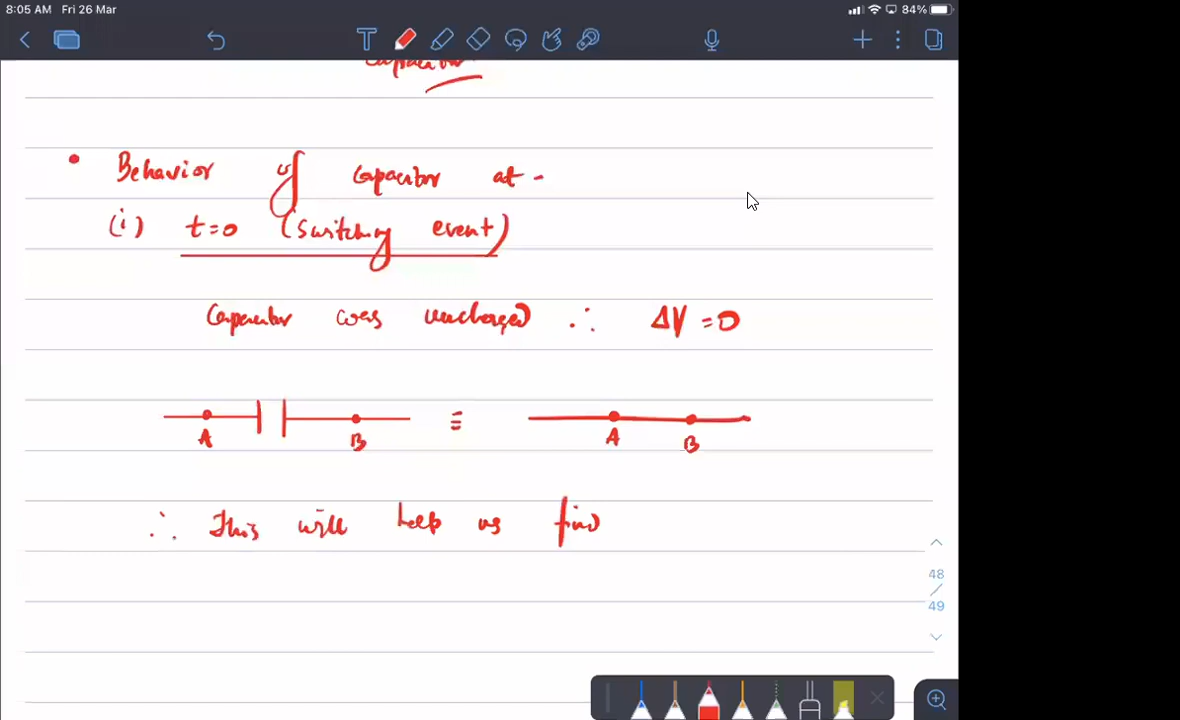 8:05 AM Fri 26 Mar
84%
T
Capacitor
• Behavior of Capacitor at -
(i) t=0 (Switching event)
Capacitor was uncharged ∴ ΔV=0
A B ≡ A B
∴ This will help us find
48
/
49